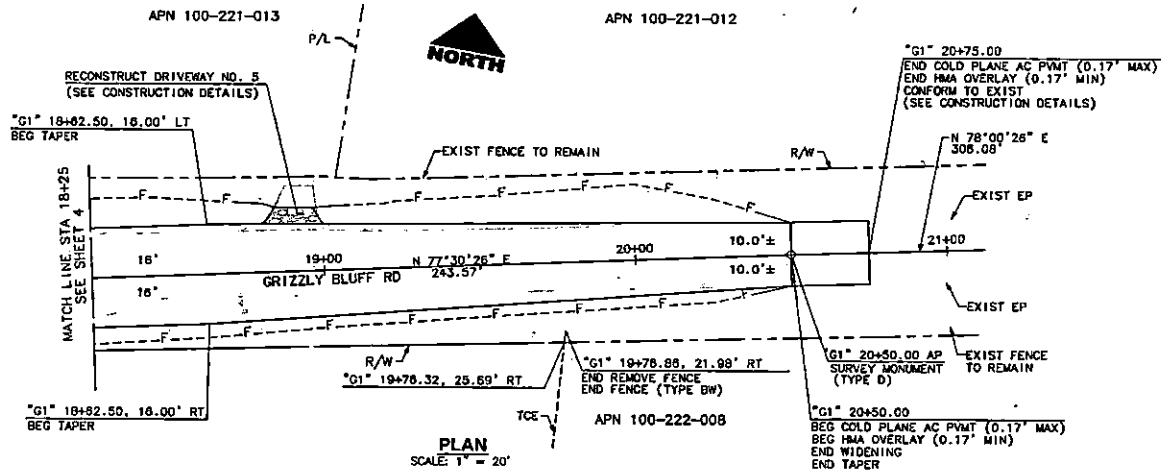 APN 100-221-013
APN 100-221-012
P/L
NORTH
"G1" 20+75.00
END COLD PLANE AC PVMT (0.17' MAX)
END HMA OVERLAY (0.17' MIN)
CONFORM TO EXIST
(SEE CONSTRUCTION DETAILS)
RECONSTRUCT DRIVEWAY NO. 5
(SEE CONSTRUCTION DETAILS)
"G1" 18+62.50, 16.00' LT
BEG TAPER
EXIST FENCE TO REMAIN
R/W
N 78°00'26" E
306.08'
F F F F F F F
EXIST EP
MATCH LINE STA 18+25
SEE SHEET 4
16'
19+00
N 77°30'26" E
20+00
10.0'±
21+00
16'
GRIZZLY BLUFF RD
243.57'
10.0'±
F F F F F F F F
EXIST EP
R/W
"G1" 19+76.32, 25.69' RT
"G1" 19+76.86, 21.98' RT
END REMOVE FENCE
END FENCE (TYPE BW)
"G1" 20+50.00 AP
SURVEY MONUMENT
(TYPE D)
EXIST FENCE
TO REMAIN
"G1" 18+62.50, 16.00' RT
BEG TAPER
TCE
APN 100-222-008
"G1" 20+50.00
BEG COLD PLANE AC PVMT (0.17' MAX)
BEG HMA OVERLAY (0.17' MIN)
END WIDENING
END TAPER
PLAN
SCALE: 1" = 20'